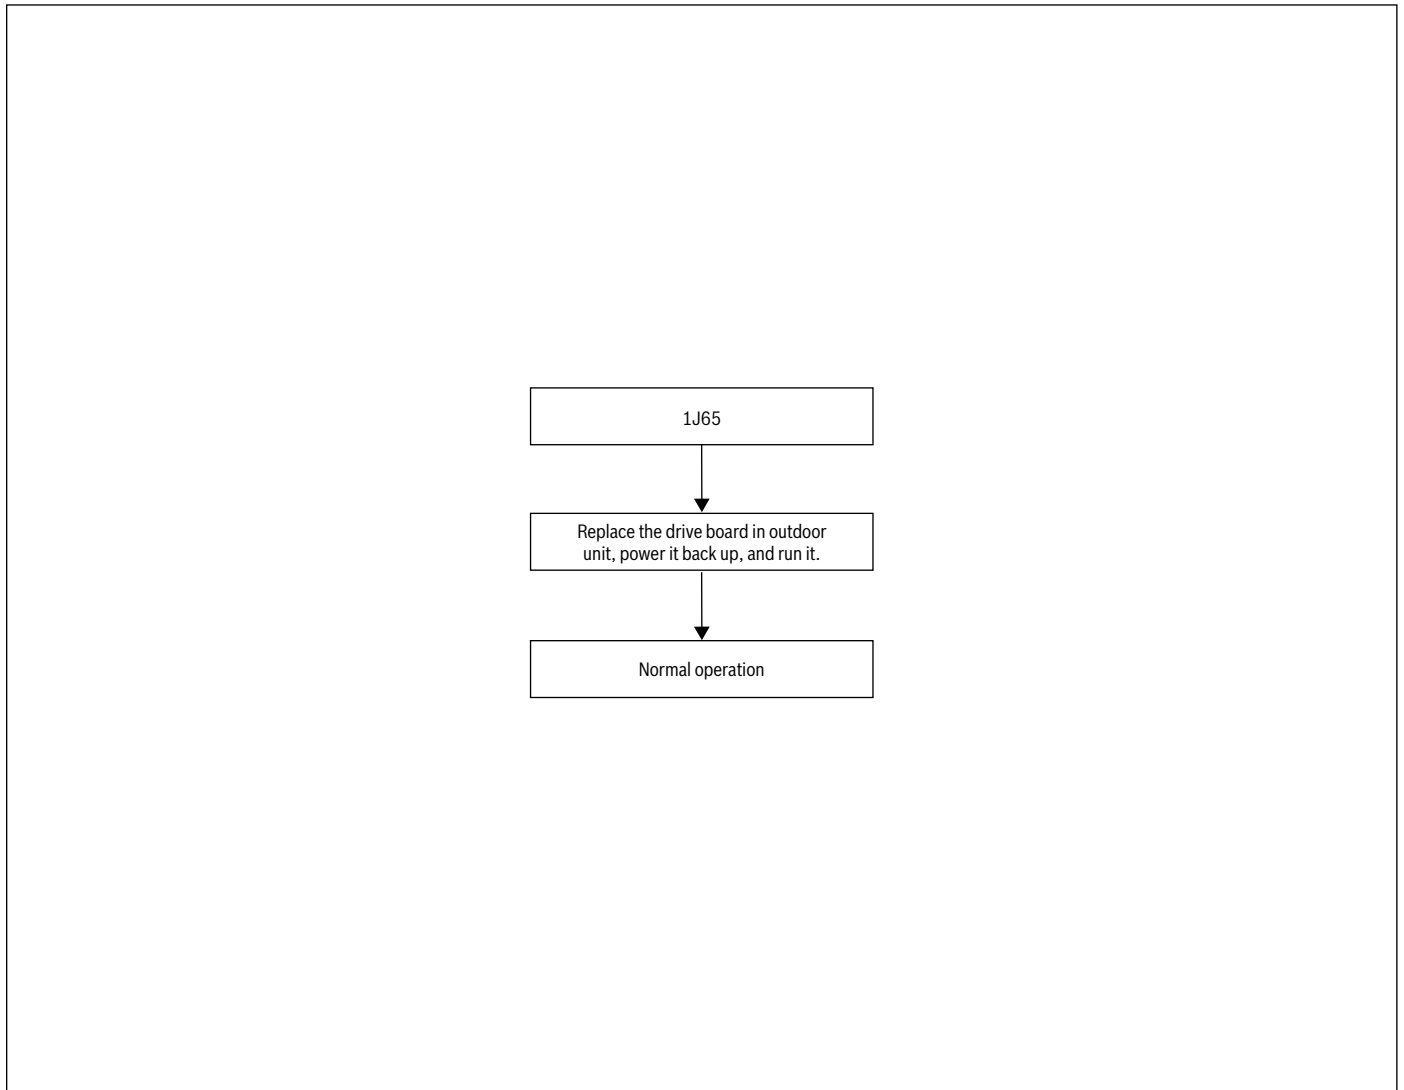 1J65
Replace the drive board in outdoor
unit, power it back up, and run it.
Normal operation